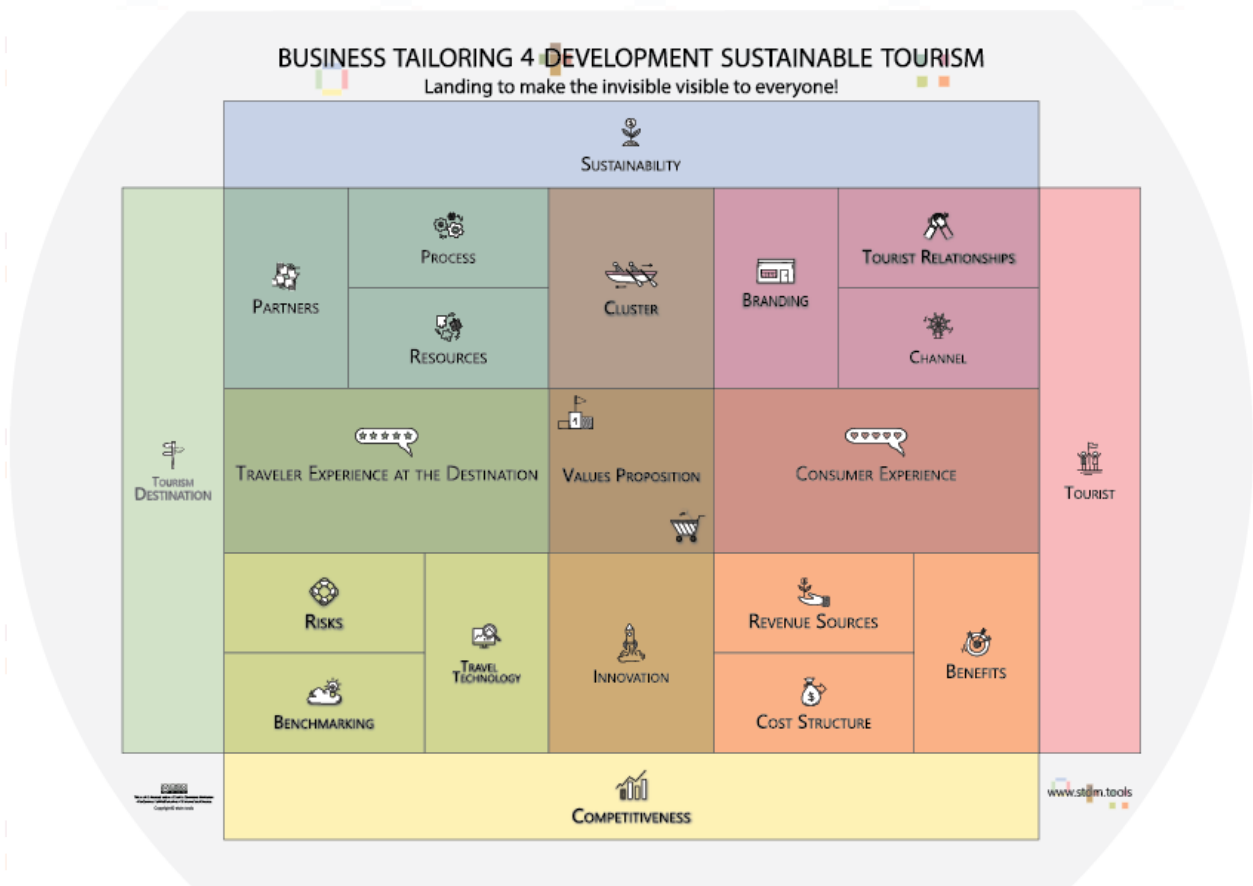 BUSINESS TAILORING 4 DEVELOPMENT SUSTAINABLE TOURISM
Landing to make the invisible visible to everyone!
SUSTAINABILITY
PARTNERS
PROCESS
RESOURCES
CLUSTER
BRANDING
TOURIST RELATIONSHIPS
CHANNEL
TOURISM
DESTINATION
TRAVELER EXPERIENCE AT THE DESTINATION
1
VALUES PROPOSITION
CONSUMER EXPERIENCE
TOURIST
RISKS
BENCHMARKING
TRAVEL
TECHNOLOGY
INNOVATION
REVENUE SOURCES
COST STRUCTURE
BENEFITS
COMPETITIVENESS
www.stdm.tools